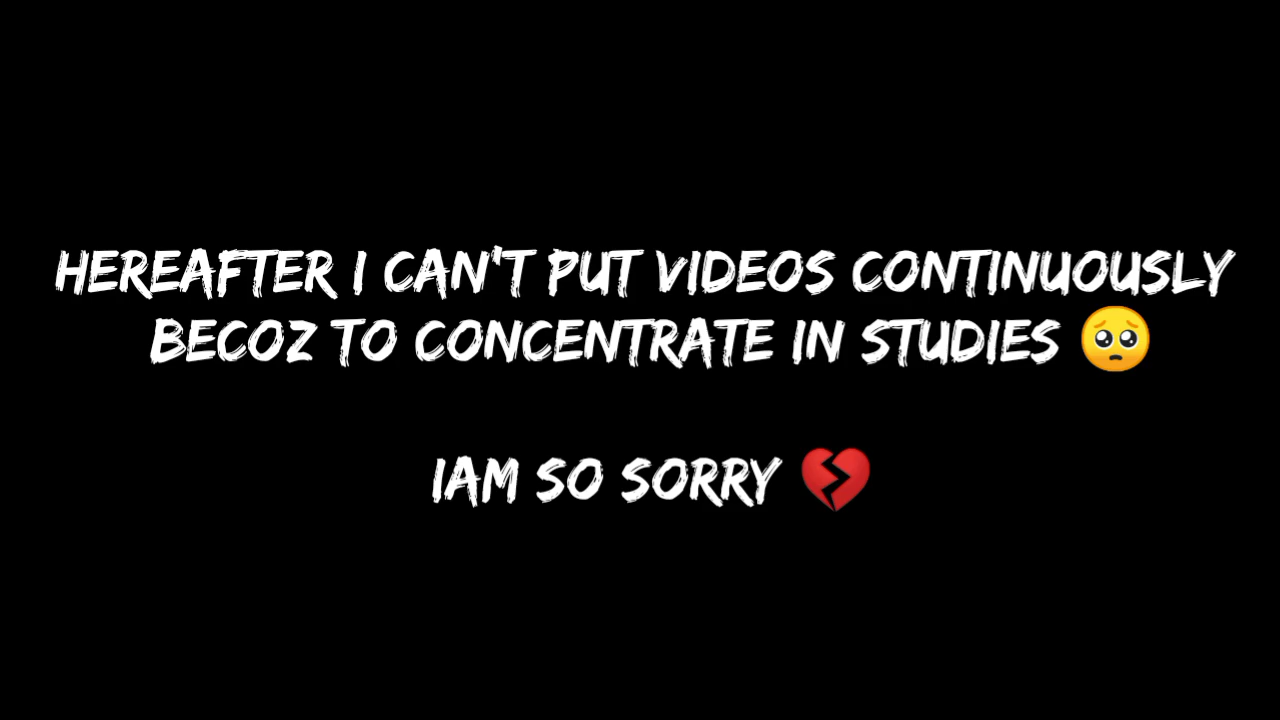 HEREAFTER I CAN'T PUT VIDEOS CONTINUOUSLY
BECOZ TO CONCENTRATE IN STUDIES 🥺
IAM SO SORRY 💔